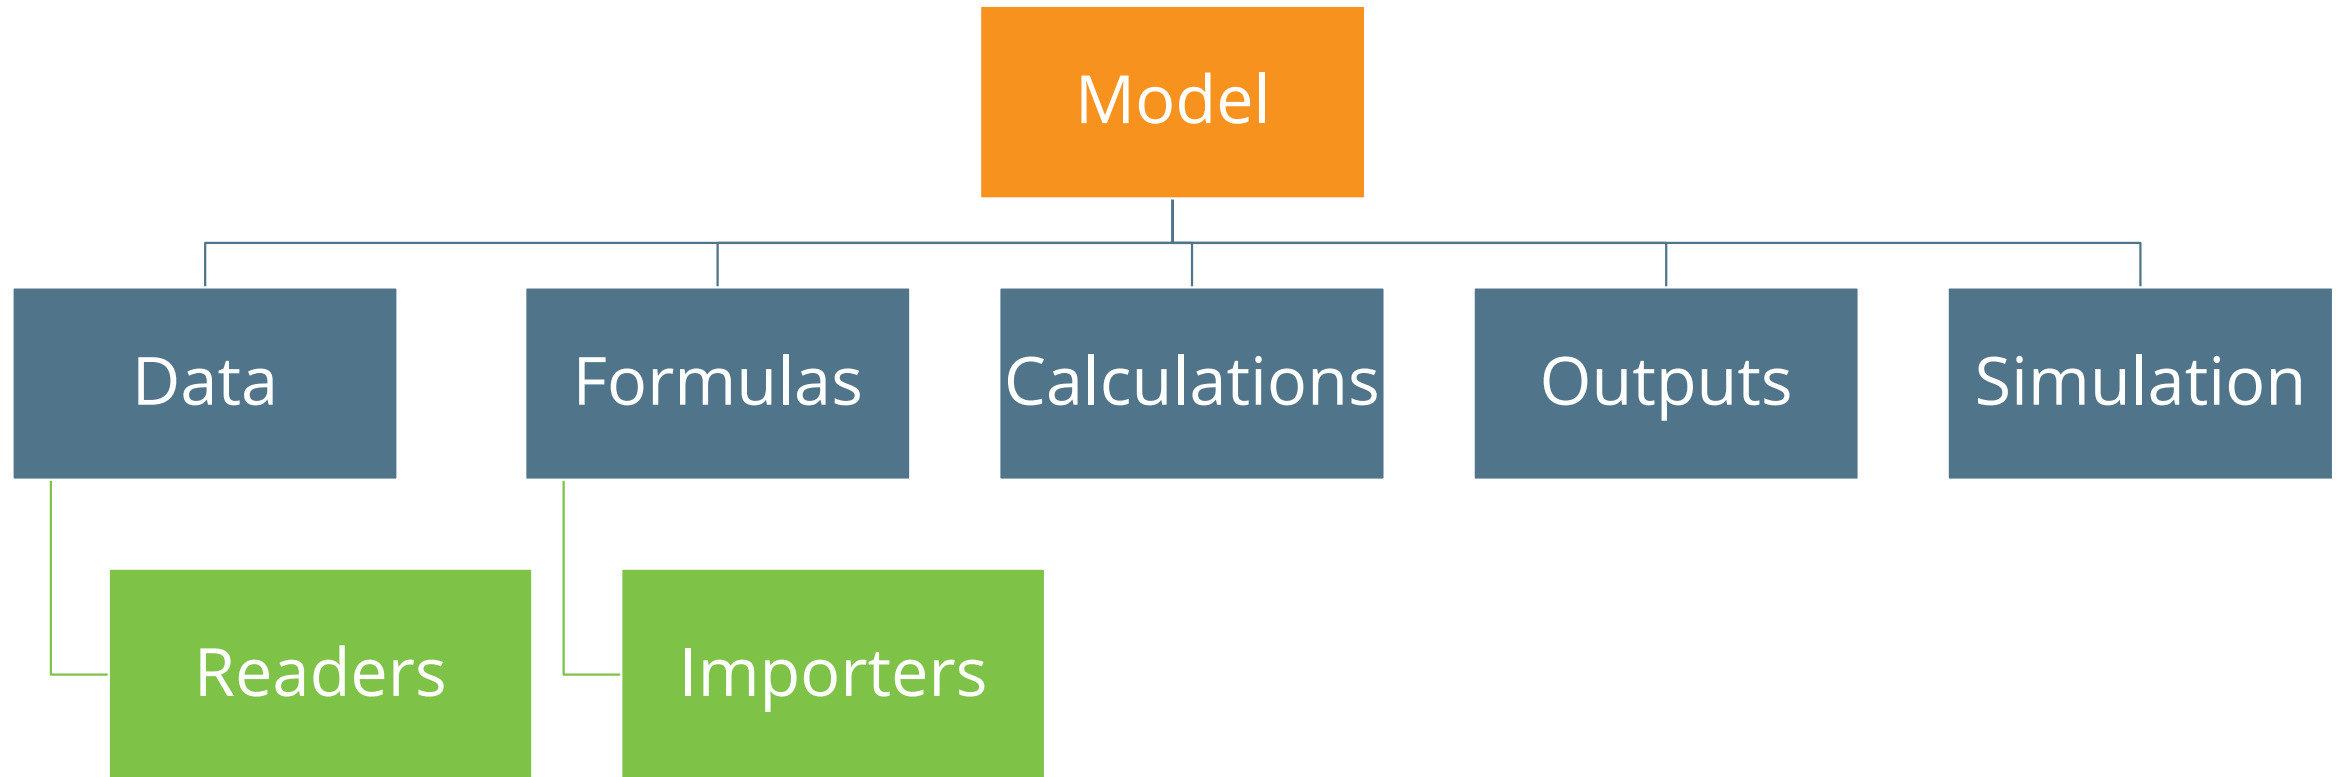 Model
Data
Formulas
Calculations
Outputs
Simulation
Readers
Importers